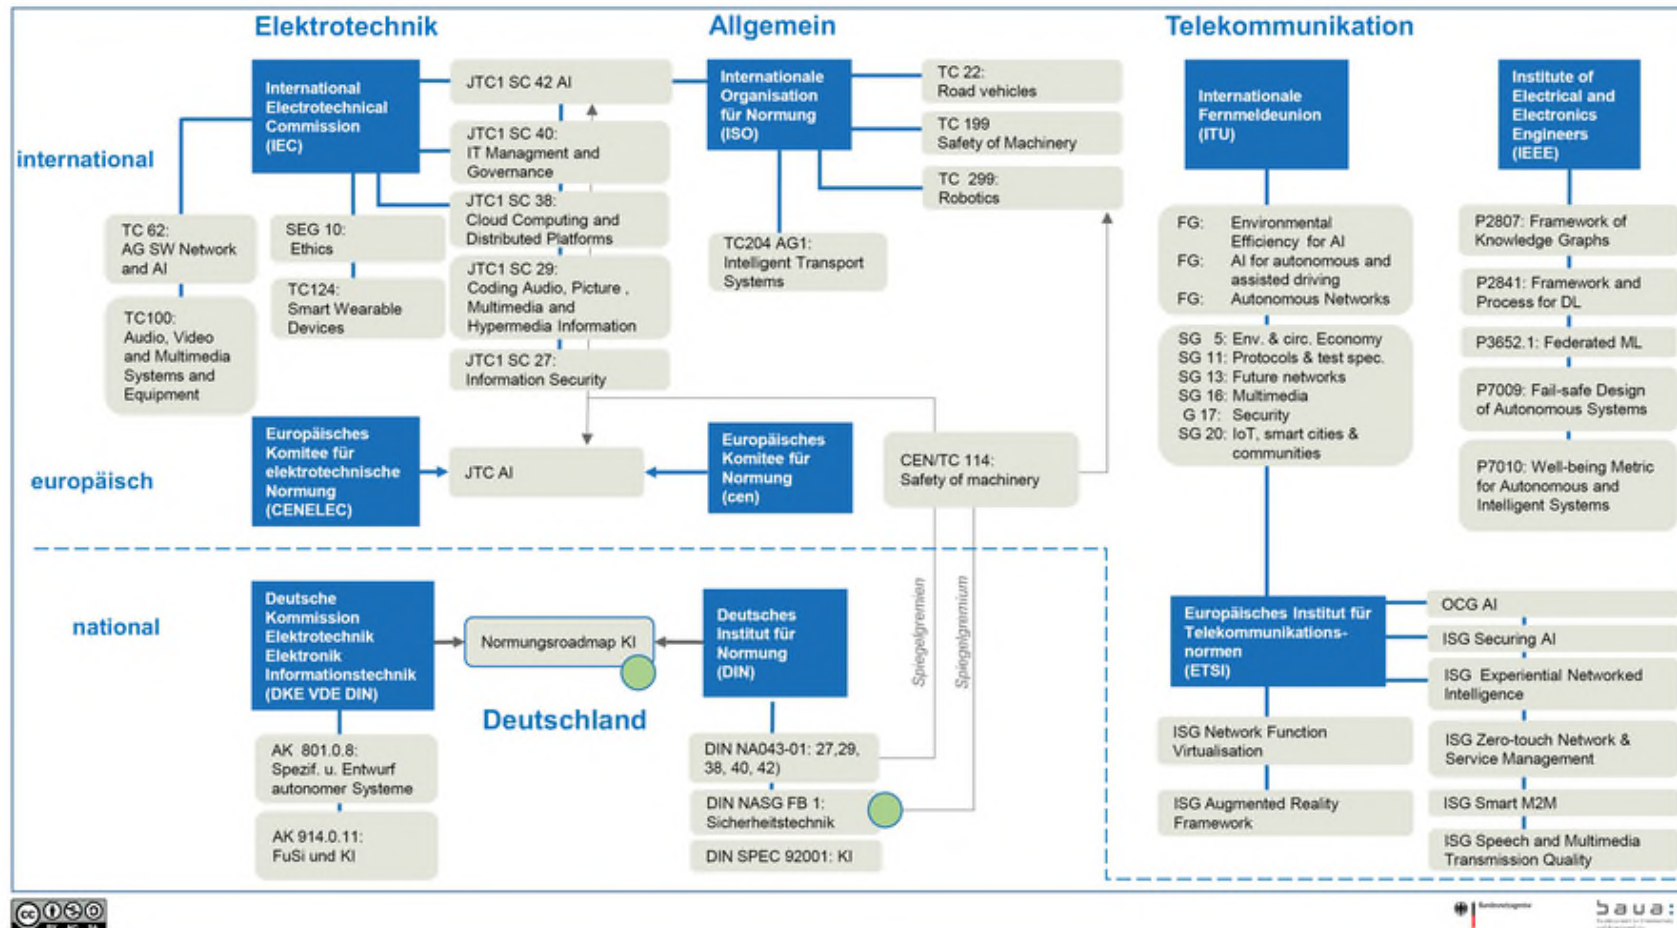 Elektrotechnik
Allgemein
Telekommunikation
international
International
Electrotechnical
Commission
(IEC)
JTC1 SC 42 AI
JTC1 SC 40:
IT Managment and
Governance
JTC1 SC 38:
Cloud Computing and
Distributed Platforms
JTC1 SC 29:
Coding Audio, Picture ,
Multimedia and
Hypermedia Information
JTC1 SC 27:
Information Security
TC 62:
AG SW Network
and AI
TC100:
Audio, Video
and Multimedia
Systems and
Equipment
SEG 10:
Ethics
TC124:
Smart Wearable
Devices
Internationale
Organisation
für Normung
(ISO)
TC 22:
Road vehicles
TC 199
Safety of Machinery
TC 299:
Robotics
TC204 AG1:
Intelligent Transport
Systems
Internationale
Fernmeldeunion
(ITU)
FG: Environmental
Efficiency for AI
FG: AI for autonomous and
assisted driving
FG: Autonomous Networks
SG 5: Env. & circ. Economy
SG 11: Protocols & test spec.
SG 13: Future networks
SG 16: Multimedia
G 17: Security
SG 20: IoT, smart cities &
communities
Institute of
Electrical and
Electronics
Engineers
(IEEE)
P2807: Framework of
Knowledge Graphs
P2841: Framework and
Process for DL
P3652.1: Federated ML
P7009: Fail-safe Design
of Autonomous Systems
P7010: Well-being Metric
for Autonomous and
Intelligent Systems
europäisch
Europäisches
Komitee für
elektrotechnische
Normung
(CENELEC)
JTC AI
Europäisches
Komitee für
Normung
(cen)
CEN/TC 114:
Safety of machinery
national
Deutsche
Kommission
Elektrotechnik
Elektronik
Informationstechnik
(DKE VDE DIN)
Normungsroadmap KI
Deutschland
Deutsches
Institut für
Normung
(DIN)
Spiegelgremien
Spiegelgremium
AK 801.0.8:
Spezif. u. Entwurf
autonomer Systeme
AK 914.0.11:
FuSi und KI
DIN NA043-01: 27,29,
38, 40, 42)
DIN NASG FB 1:
Sicherheitstechnik
DIN SPEC 92001: KI
Europäisches Institut für
Telekommunikations-
normen
(ETSI)
ISG Network Function
Virtualisation
ISG Augmented Reality
Framework
OCG AI
ISG Securing AI
ISG Experiential Networked
Intelligence
ISG Zero-touch Network &
Service Management
ISG Smart M2M
ISG Speech and Multimedia
Transmission Quality
cc
baua: